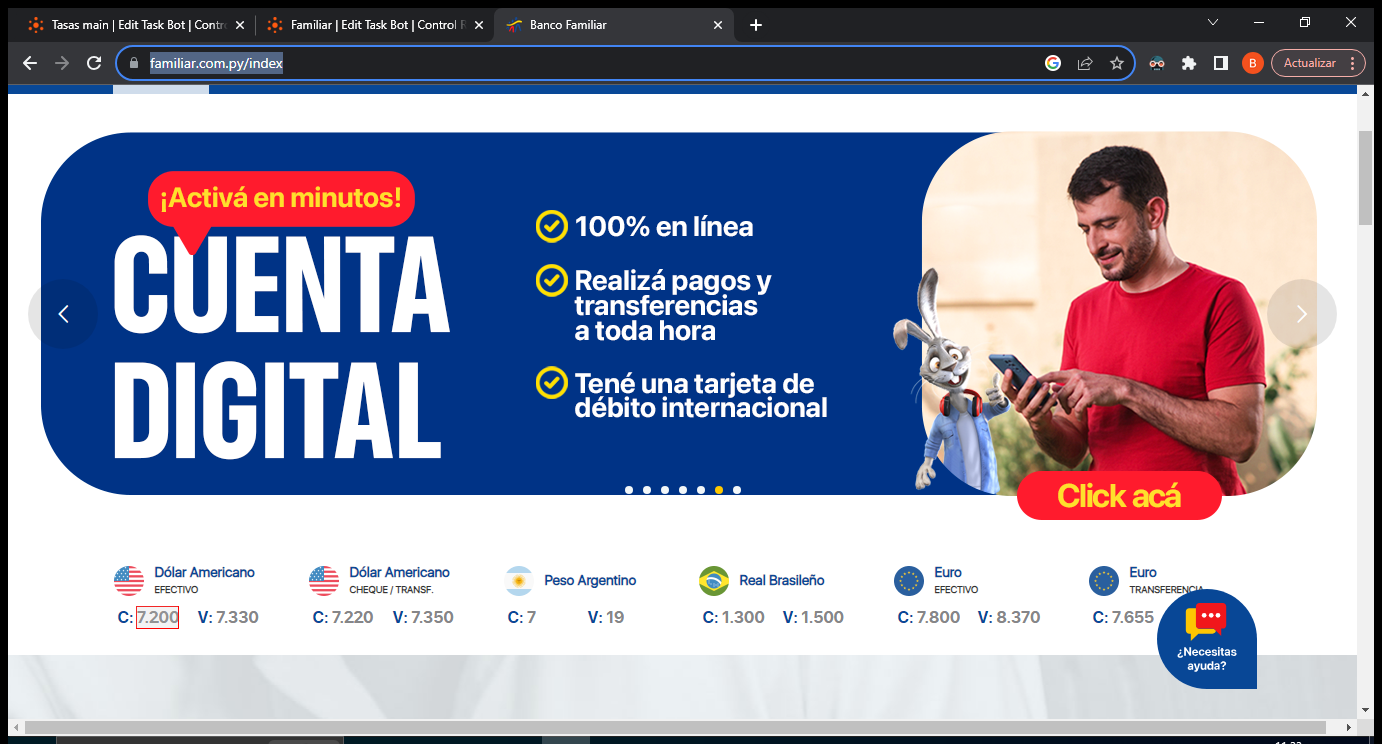 Tasas main | Edit Task Bot | Contro
Familiar | Edit Task Bot | Control R
Banco Familiar
familiar.com.py/index
B
Actualizar
¡Activá en minutos!
CUENTA
DIGITAL
100% en línea
Realizá pagos y
transferencias
a toda hora
Tené una tarjeta de
débito internacional
Click acá
Dólar Americano
EFECTIVO
C: 7.200 V: 7.330
Dólar Americano
CHEQUE / TRANSF.
C: 7.220 V: 7.350
Peso Argentino
C: 7 V: 19
Real Brasileño
C: 1.300 V: 1.500
Euro
EFECTIVO
C: 7.800 V: 8.370
Euro
TRANSFERENCIA
C: 7.655
¿Necesitas
ayuda?